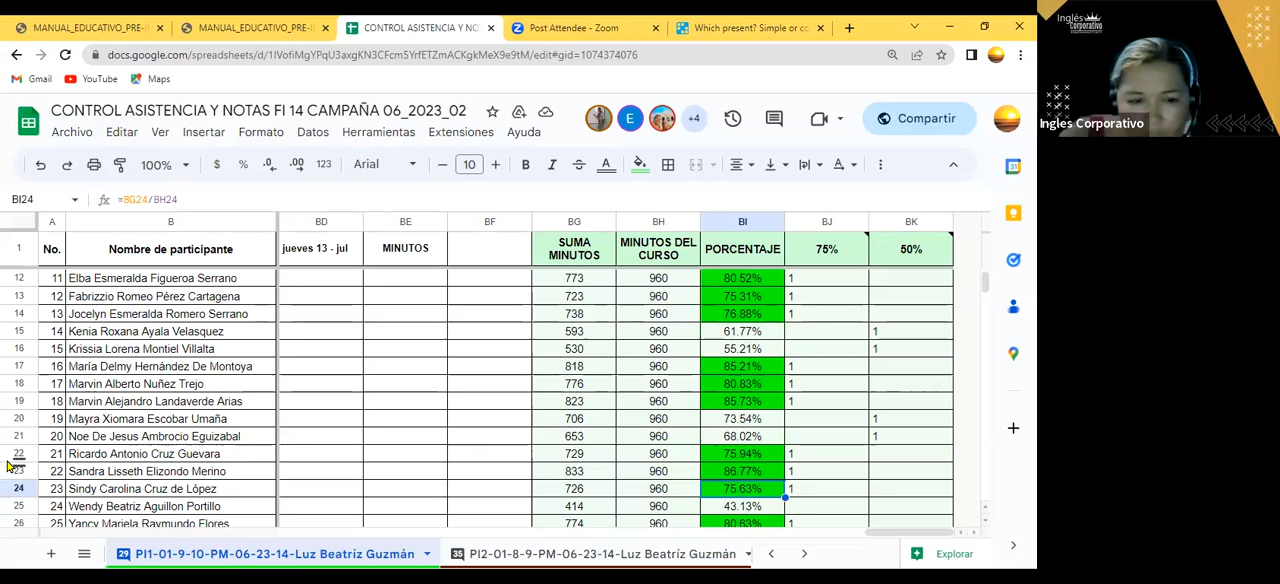 MANUAL_EDUCATIVO_PRE-I
MANUAL_EDUCATIVO_PRE-I
CONTROL ASISTENCIA Y NOTAS FI 1
Post Attendee - Zoom
Which present? Simple or co
docs.google.com/spreadsheets/d/1IVofiMgYPqU3axgKN3CFcm5YrfETZmACKgkMeX9e9tM/edit#gid=1074374076
Gmail YouTube Maps
CONTROL ASISTENCIA Y NOTAS FI 14 CAMPAÑA 06_2023_02
Archivo Editar Ver Insertar Formato Datos Herramientas Extensiones Ayuda
E
+4
Compartir
100% $ % .0 .00 123 Arial 10 B I A
BI24 fx =BG24/BH24
A B BD BE BF BG BH BI BJ BK
1 No. Nombre de participante jueves 13 - jul MINUTOS SUMA MINUTOS MINUTOS DEL CURSO PORCENTAJE 75% 50%
12 11 Elba Esmeralda Figueroa Serrano 773 960 80.52% 1
13 12 Fabrizzio Romeo Pérez Cartagena 723 960 75.31% 1
14 13 Jocelyn Esmeralda Romero Serrano 738 960 76.88% 1
15 14 Kenia Roxana Ayala Velasquez 593 960 61.77% 1
16 15 Krissia Lorena Montiel Villalta 530 960 55.21% 1
17 16 María Delmy Hernández De Montoya 818 960 85.21% 1
18 17 Marvin Alberto Nuñez Trejo 776 960 80.83% 1
19 18 Marvin Alejandro Landaverde Arias 823 960 85.73% 1
20 19 Mayra Xiomara Escobar Umaña 706 960 73.54% 1
21 20 Noe De Jesus Ambrocio Eguizabal 653 960 68.02% 1
22 21 Ricardo Antonio Cruz Guevara 729 960 75.94% 1
23 22 Sandra Lisseth Elizondo Merino 833 960 86.77% 1
24 23 Sindy Carolina Cruz de López 726 960 75.63% 1
25 24 Wendy Beatriz Aguillon Portillo 414 960 43.13%
26 25 Yancy Mariela Raymundo Flores 774 960 80.63% 1
29 PI1-01-9-10-PM-06-23-14-Luz Beatríz Guzmán
35 PI2-01-8-9-PM-06-23-14-Luz Beatríz Guzmán
Explorar
Inglés
Corporativo
Ingles Corporativo